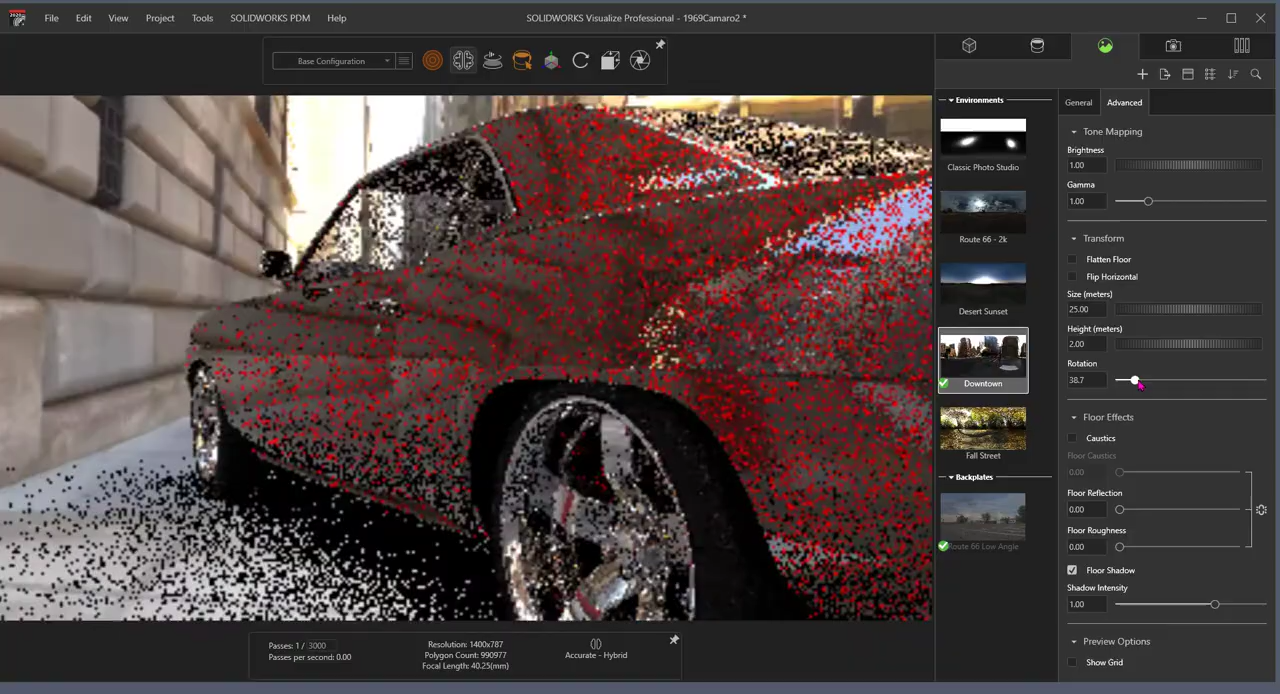 File Edit View Project Tools SOLIDWORKS PDM Help
SOLIDWORKS Visualize Professional - 1969Camaro2 *
Base Configuration
Environments
Classic Photo Studio
Route 66 - 2k
Desert Sunset
Downtown
Fall Street
Backplates
Route 66 Low Angle
General Advanced
Tone Mapping
Brightness
1.00
Gamma
1.00
Transform
Flatten Floor
Flip Horizontal
Size (meters)
25.00
Height (meters)
2.00
Rotation
38.7
Floor Effects
Caustics
Floor Caustics
0.00
Floor Reflection
0.00
Floor Roughness
0.00
Floor Shadow
Shadow Intensity
1.00
Preview Options
Show Grid
Passes: 1 / 3000
Passes per second: 0.00
Resolution: 1400x787
Polygon Count: 990977
Focal Length: 40.25(mm)
Accurate - Hybrid